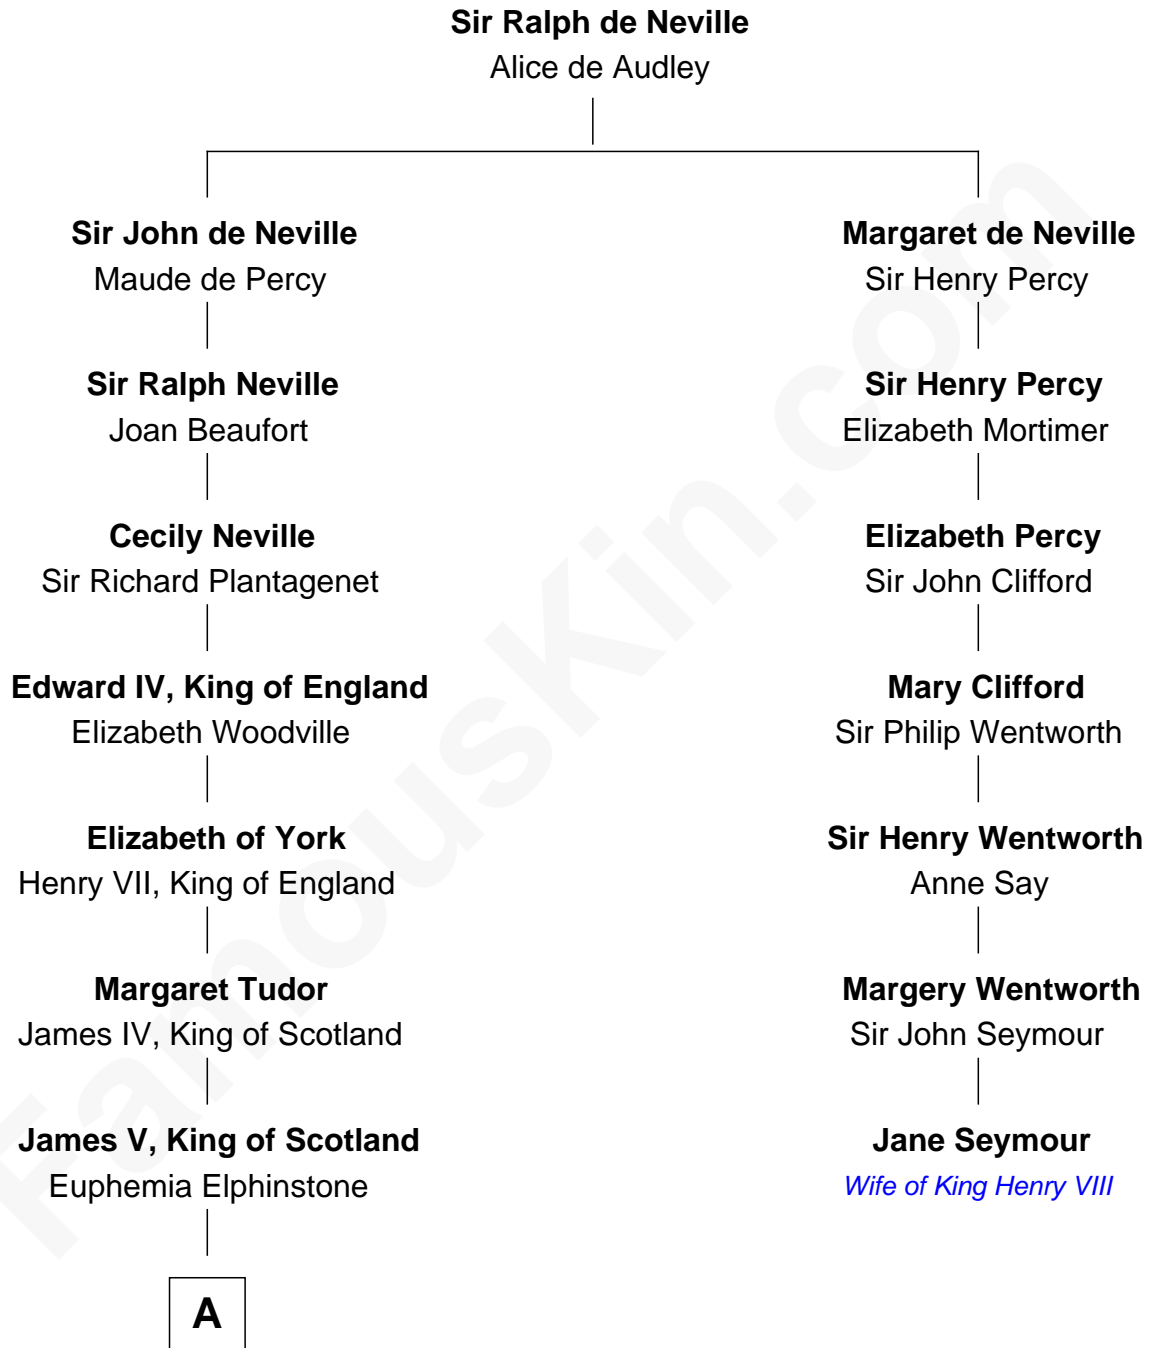 Sir Ralph de Neville
Alice de Audley
Sir John de Neville
Maude de Percy
Margaret de Neville
Sir Henry Percy
Sir Ralph Neville
Joan Beaufort
Sir Henry Percy
Elizabeth Mortimer
Cecily Neville
Sir Richard Plantagenet
Elizabeth Percy
Sir John Clifford
Edward IV, King of England
Elizabeth Woodville
Mary Clifford
Sir Philip Wentworth
Elizabeth of York
Henry VII, King of England
Sir Henry Wentworth
Anne Say
Margaret Tudor
James IV, King of Scotland
Margery Wentworth
Sir John Seymour
James V, King of Scotland
Euphemia Elphinstone
Jane Seymour
Wife of King Henry VIII
A
FamousKin.com